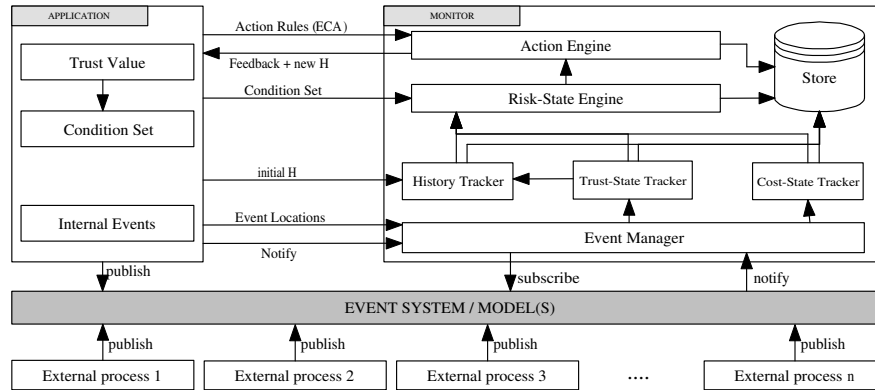 APPLICATION
MONITOR
Trust Value
Condition Set
Internal Events
Action Rules (ECA)
Feedback + new H
Condition Set
initial H
Event Locations
Notify
Action Engine
Risk-State Engine
Store
History Tracker
Trust-State Tracker
Cost-State Tracker
Event Manager
publish
subscribe
notify
EVENT SYSTEM / MODEL(S)
publish
publish
publish
publish
External process 1
External process 2
External process 3
....
External process n